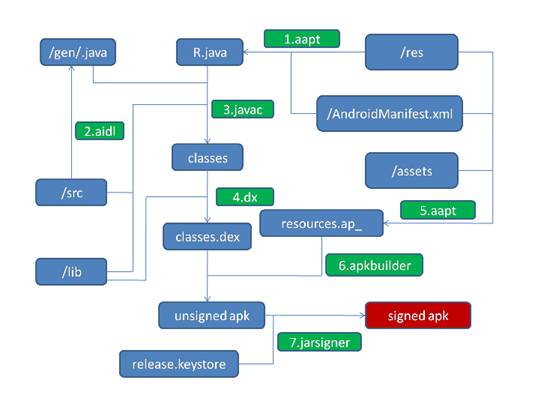 1.aapt
/gen/.java
R.java
/res
3.javac
/AndroidManifest.xml
2.aidl
classes
/assets
/src
4.dx
5.aapt
resources.ap_
classes.dex
/lib
6.apkbuilder
unsigned apk
signed apk
7.jarsigner
release.keystore